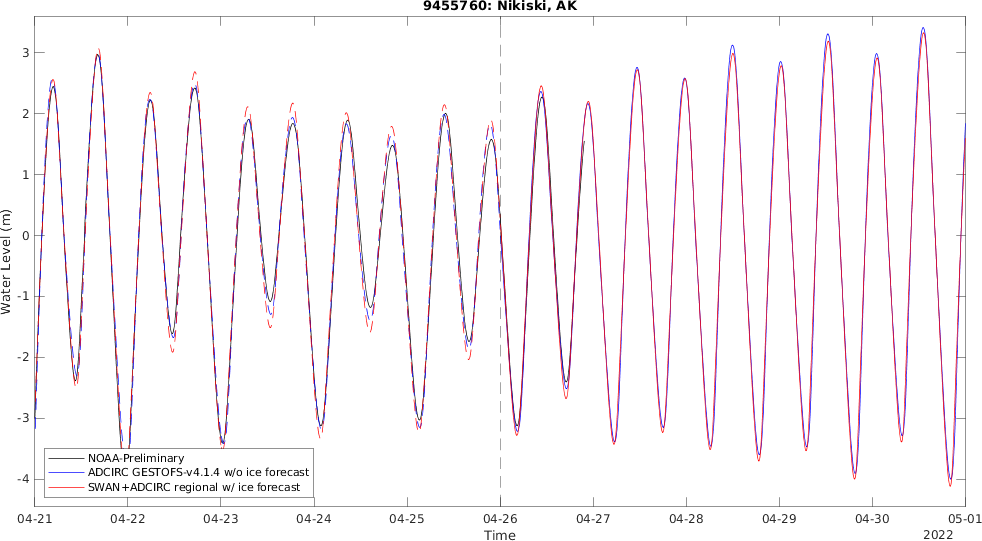 9455760: Nikiski, AK
3
2
1
0
-1
-2
-3
-4
Water Level (m)
NOAA-Preliminary
ADCIRC GESTOFS-v4.1.4 w/o ice forecast
SWAN+ADCIRC regional w/ ice forecast
04-21 04-22 04-23 04-24 04-25 04-26 04-27 04-28 04-29 04-30 05-01
Time
2022